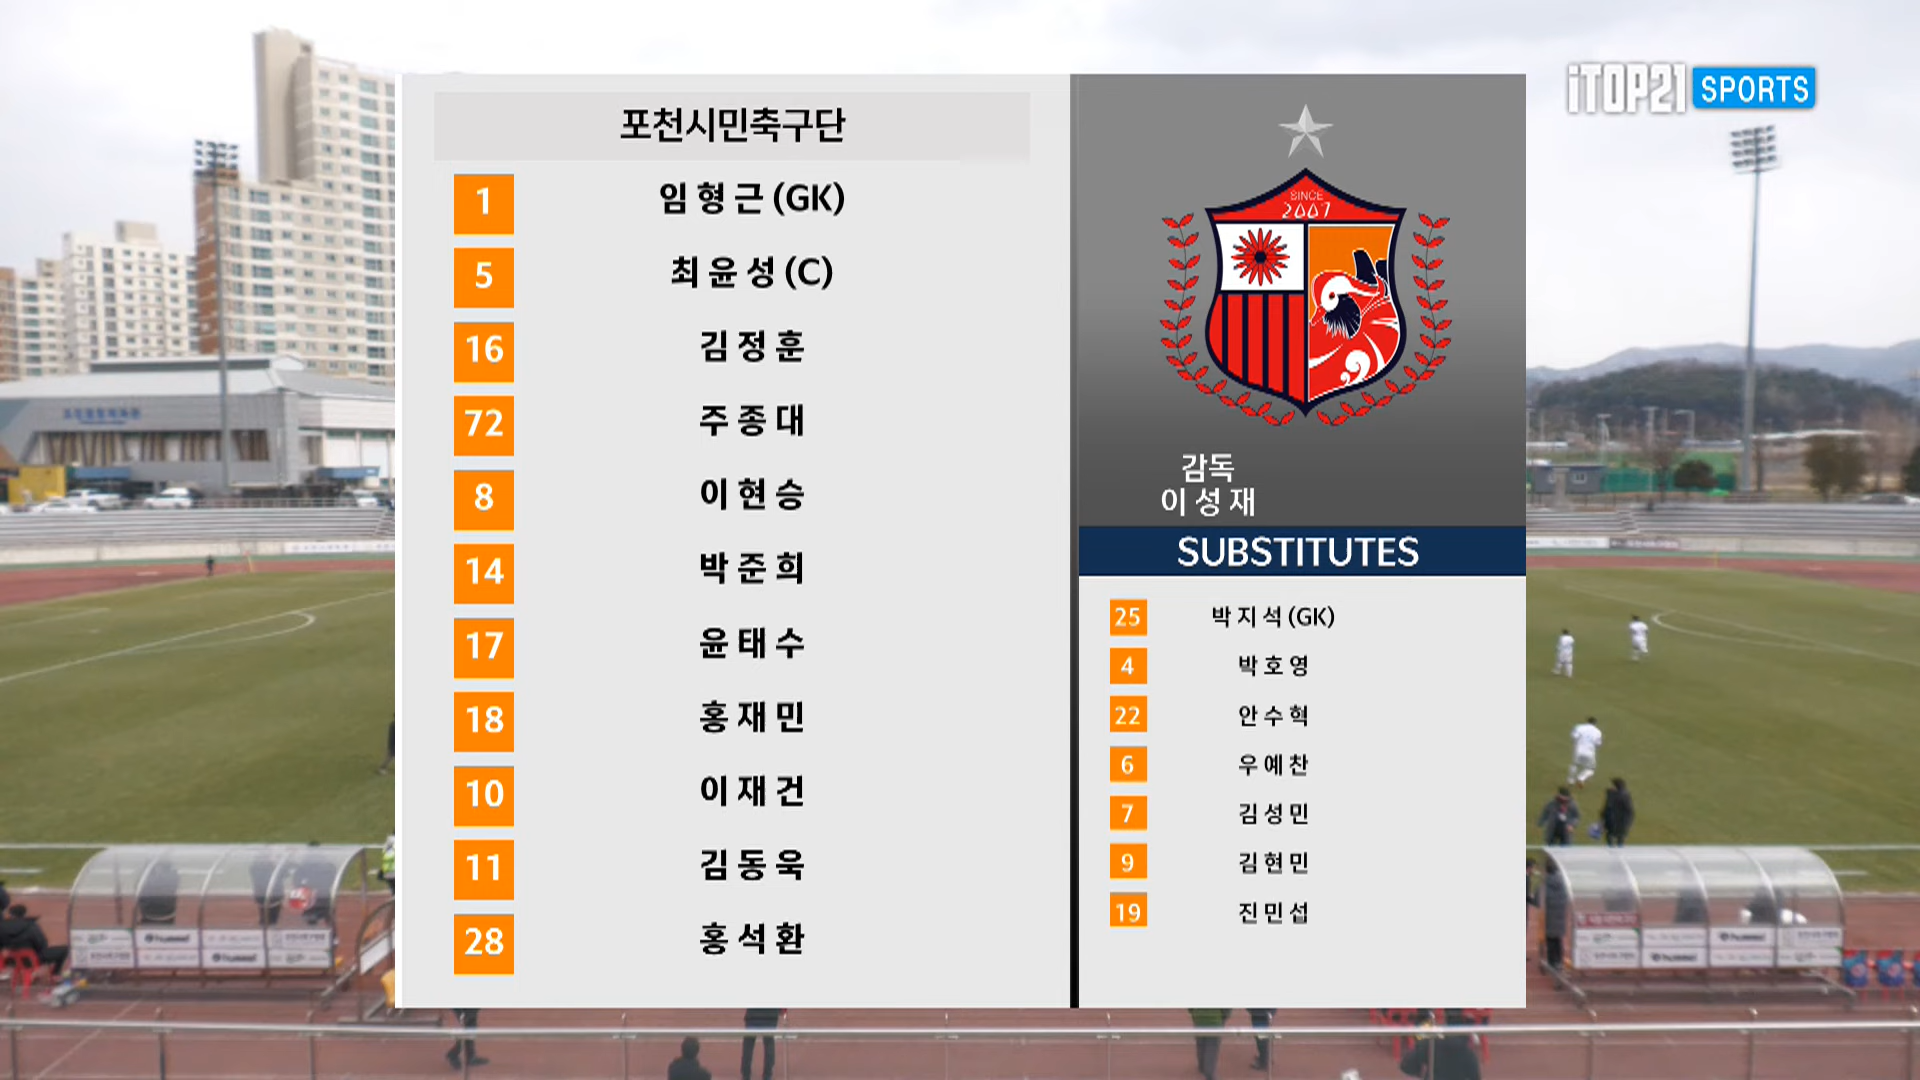 iTOP21 SPORTS
포천시민축구단
1 임형근(GK)
5 최윤성(C)
16 김정훈
72 주종대
8 이현승
14 박준희
17 윤태수
18 홍재민
10 이재건
11 김동욱
28 홍석환
SINCE
2007
감독
이성재
SUBSTITUTES
25 박지석(GK)
4 박호영
22 안수혁
6 우예찬
7 김성민
9 김현민
19 진민섭
hummel
hummel
hummel
hummel